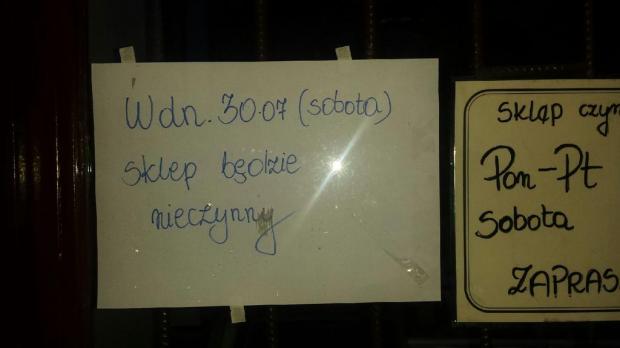 W dn. 30.07 (sobota)
sklep będzie
nieczynny
Sklep czyn
Pon-Pt
Sobota
ZAPRAS